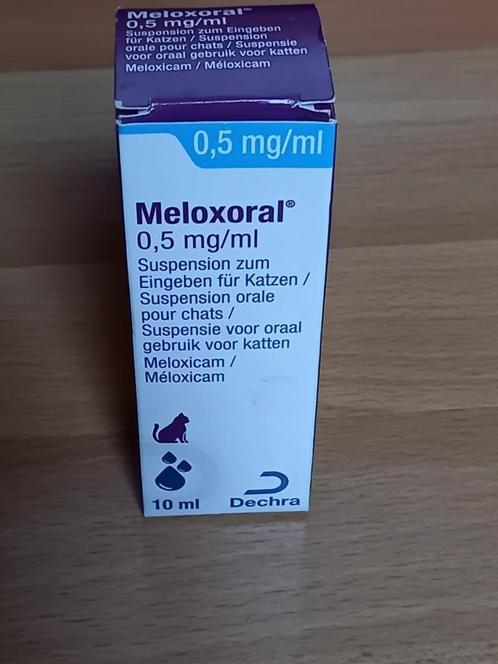 Meloxoral®
0,5 mg/ml
Suspension zum Eingeben
für Katzen / Suspension
orale pour chats / Suspensie
voor oraal gebruik voor katten
Meloxicam / Méloxicam
0,5 mg/ml
Meloxoral®
0,5 mg/ml
Suspension zum
Eingeben für Katzen /
Suspension orale
pour chats /
Suspensie voor oraal
gebruik voor katten
Meloxicam /
Méloxicam
10 ml
Dechra